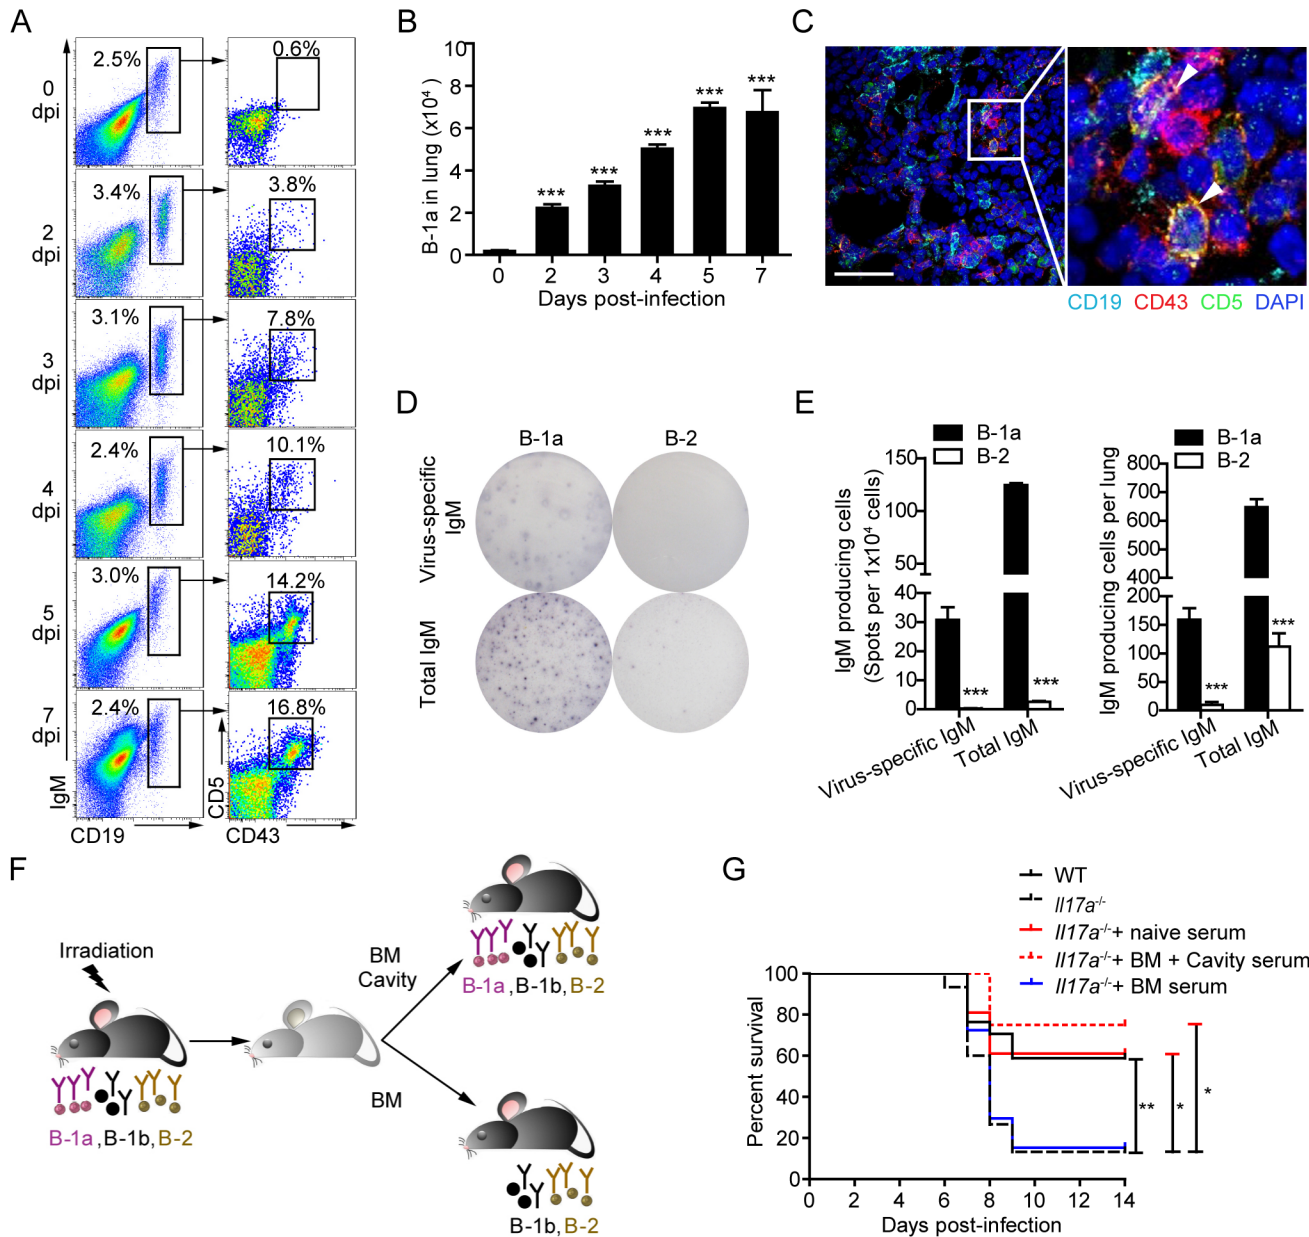 A
2.5%
0.6%
0
dpi
3.4%
3.8%
2
dpi
3.1%
7.8%
3
dpi
2.4%
10.1%
4
dpi
3.0%
14.2%
5
dpi
2.4%
16.8%
7
dpi
IgM
CD5
CD19
CD43
B
B-1a in lung (x10⁴)
10
8
6
4
2
0
***
***
***
***
***
0 2 3 4 5 7
Days post-infection
C
CD19 CD43 CD5 DAPI
D
B-1a B-2
Virus-specific
IgM
Total IgM
E
B-1a
B-2
IgM producing cells
(Spots per 1x10⁴ cells)
150
100
50
40
30
20
10
0
***
***
Virus-specific IgM
Total IgM
B-1a
B-2
IgM producing cells per lung
800
700
600
500
400
200
150
100
50
0
***
***
Virus-specific IgM
Total IgM
F
Irradiation
B-1a, B-1b, B-2
BM
Cavity
B-1a, B-1b, B-2
BM
B-1b, B-2
G
WT
Il17a-/-
Il17a-/-+ naive serum
Il17a-/-+ BM + Cavity serum
Il17a-/-+ BM serum
Percent survival
100
80
60
40
20
0
**
*
*
0 2 4 6 8 10 12 14
Days post-infection